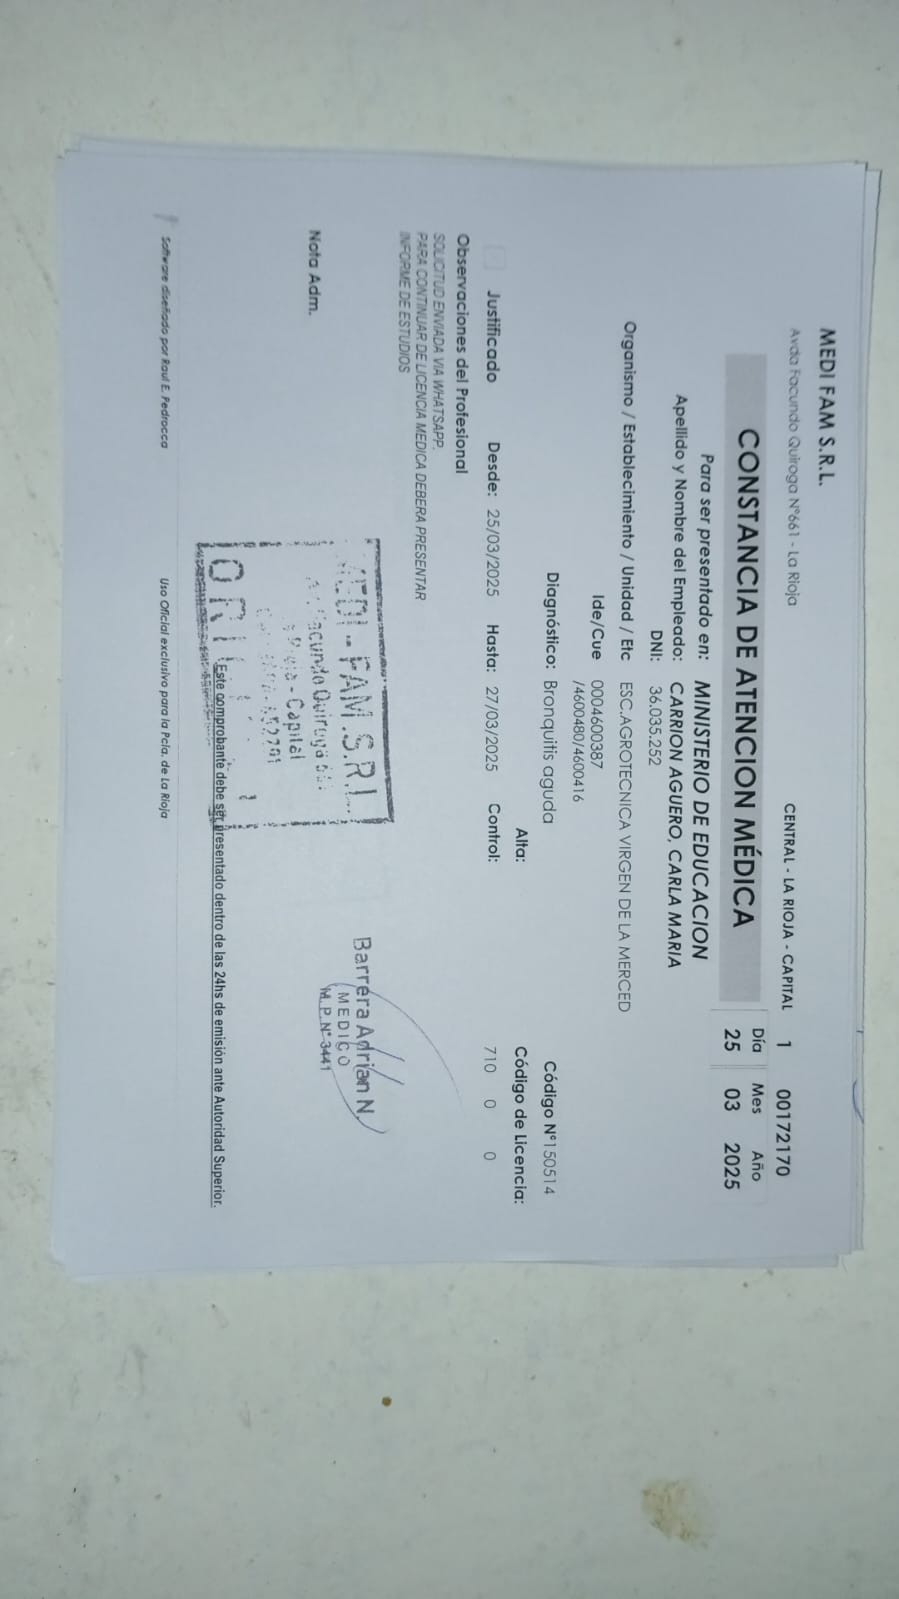 MEDI FAM S.R.L.
Avda Facundo Quiroga N°661 - La Rioja
CENTRAL - LA RIOJA - CAPITAL 1 00172170
CONSTANCIA DE ATENCION MÉDICA
Día Mes Año
25 03 2025
Para ser presentado en: MINISTERIO DE EDUCACION
Apellido y Nombre del Empleado: CARRION AGUERO, CARLA MARIA
DNI: 36.035.252
Organismo / Establecimiento / Unidad / Etc ESC.AGROTECNICA VIRGEN DE LA MERCED
Ide/Cue 0004600387
/4600480/4600416
Diagnóstico: Bronquitis aguda Código N°150514
Alta: Código de Licencia:
Justificado Desde: 25/03/2025 Hasta: 27/03/2025 Control: 710 0 0
Observaciones del Profesional
SOLICITUD ENVIADA VIA WHATSAPP.
PARA CONTINUAR DE LICENCIA MEDICA DEBERA PRESENTAR
INFORME DE ESTUDIOS
Nota Adm.
MEDI-FAM.S.R.L.
Facundo Quiroga
Rioja - Capital
Barrera Adrian N.
MEDICO
M.P. N° 3441
Este comprobante debe ser presentado dentro de las 24hs de emisión ante Autoridad Superior.
Software diseñado por Raul E. Pedrocca Uso Oficial exclusivo para la Pcia. de La Rioja